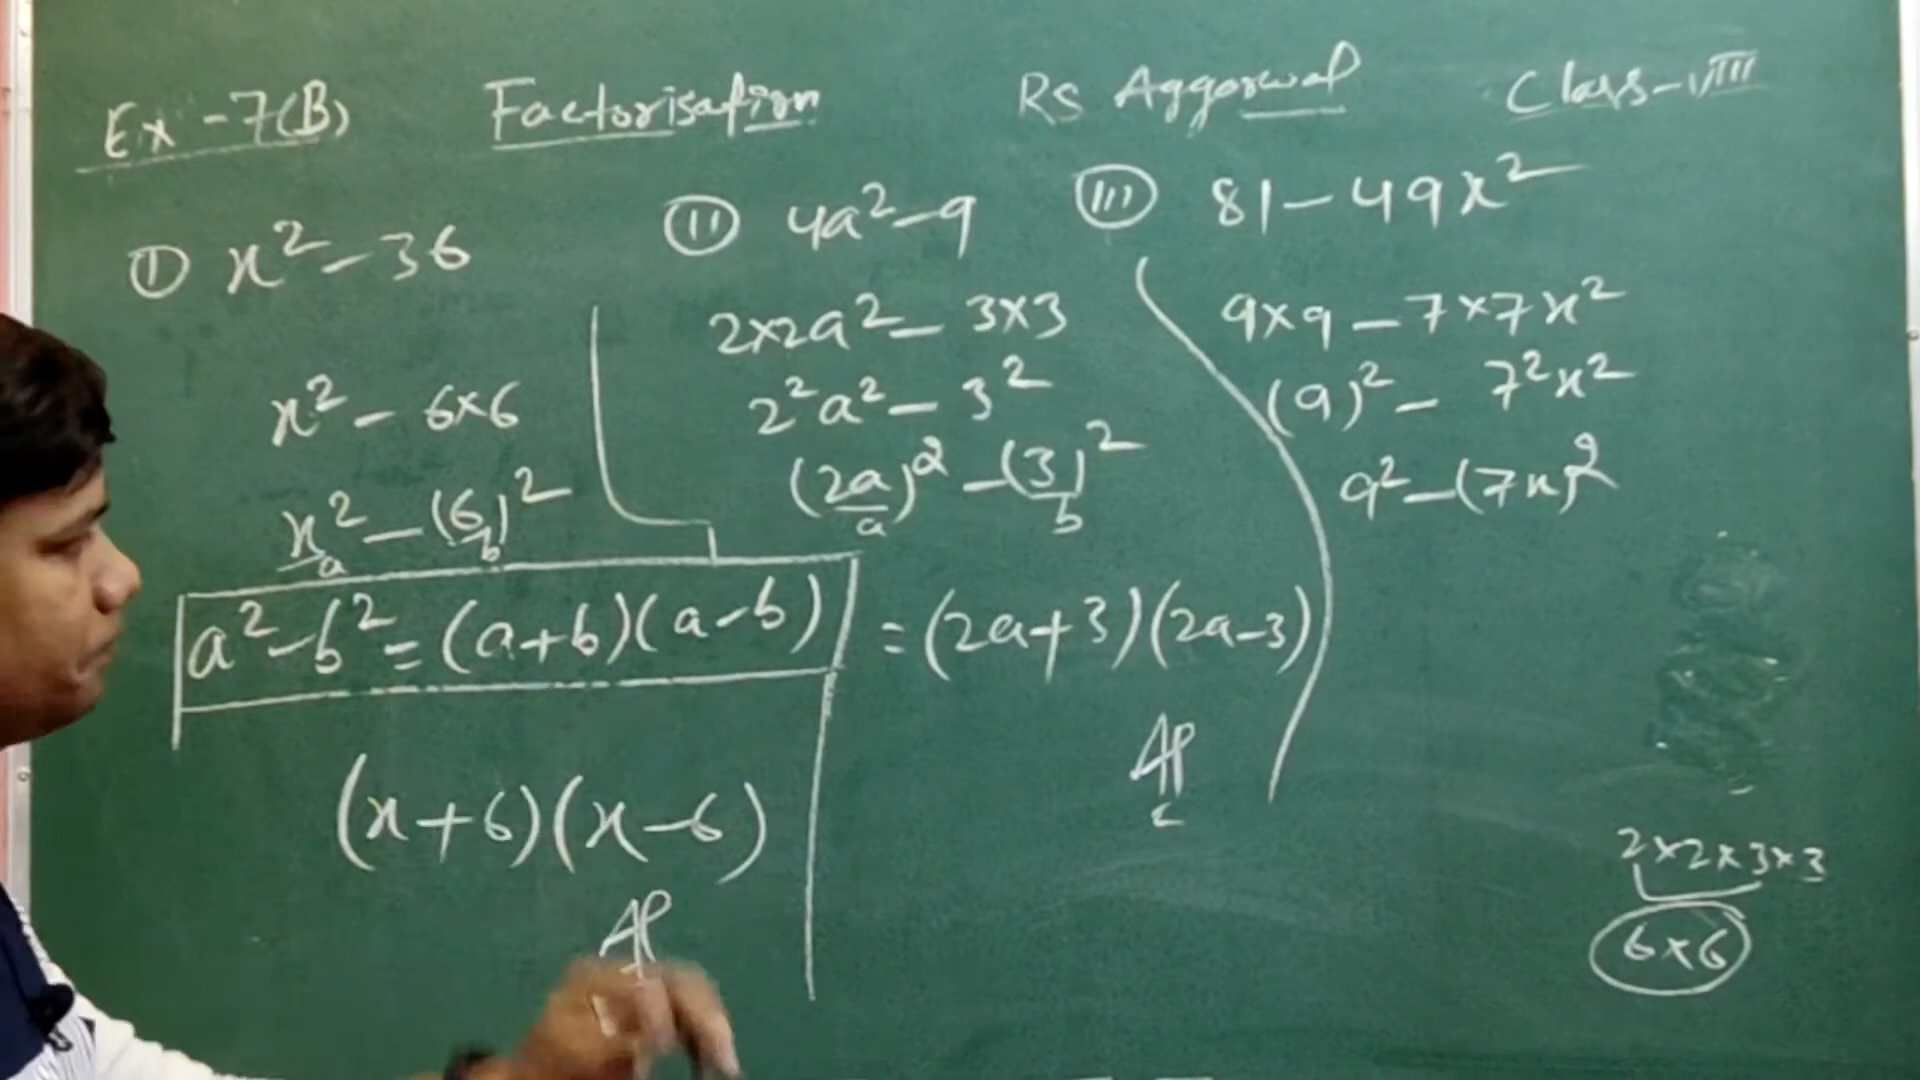 Ex-7(B) Factorisation RS Aggarwal Class-VIII
(I) x²-36
x²-6×6
x²-(6)²
a b
a²-b²=(a+b)(a-b)
(x+6)(x-6)
(II) 4a²-9
2×2a²-3×3
2²a²-3²
(2a)²-(3)²
a b
=(2a+3)(2a-3)
(III) 81-49x²
9×9-7×7x²
(9)²-7²x²
9²-(7x)²
2×2×3×3
6×6